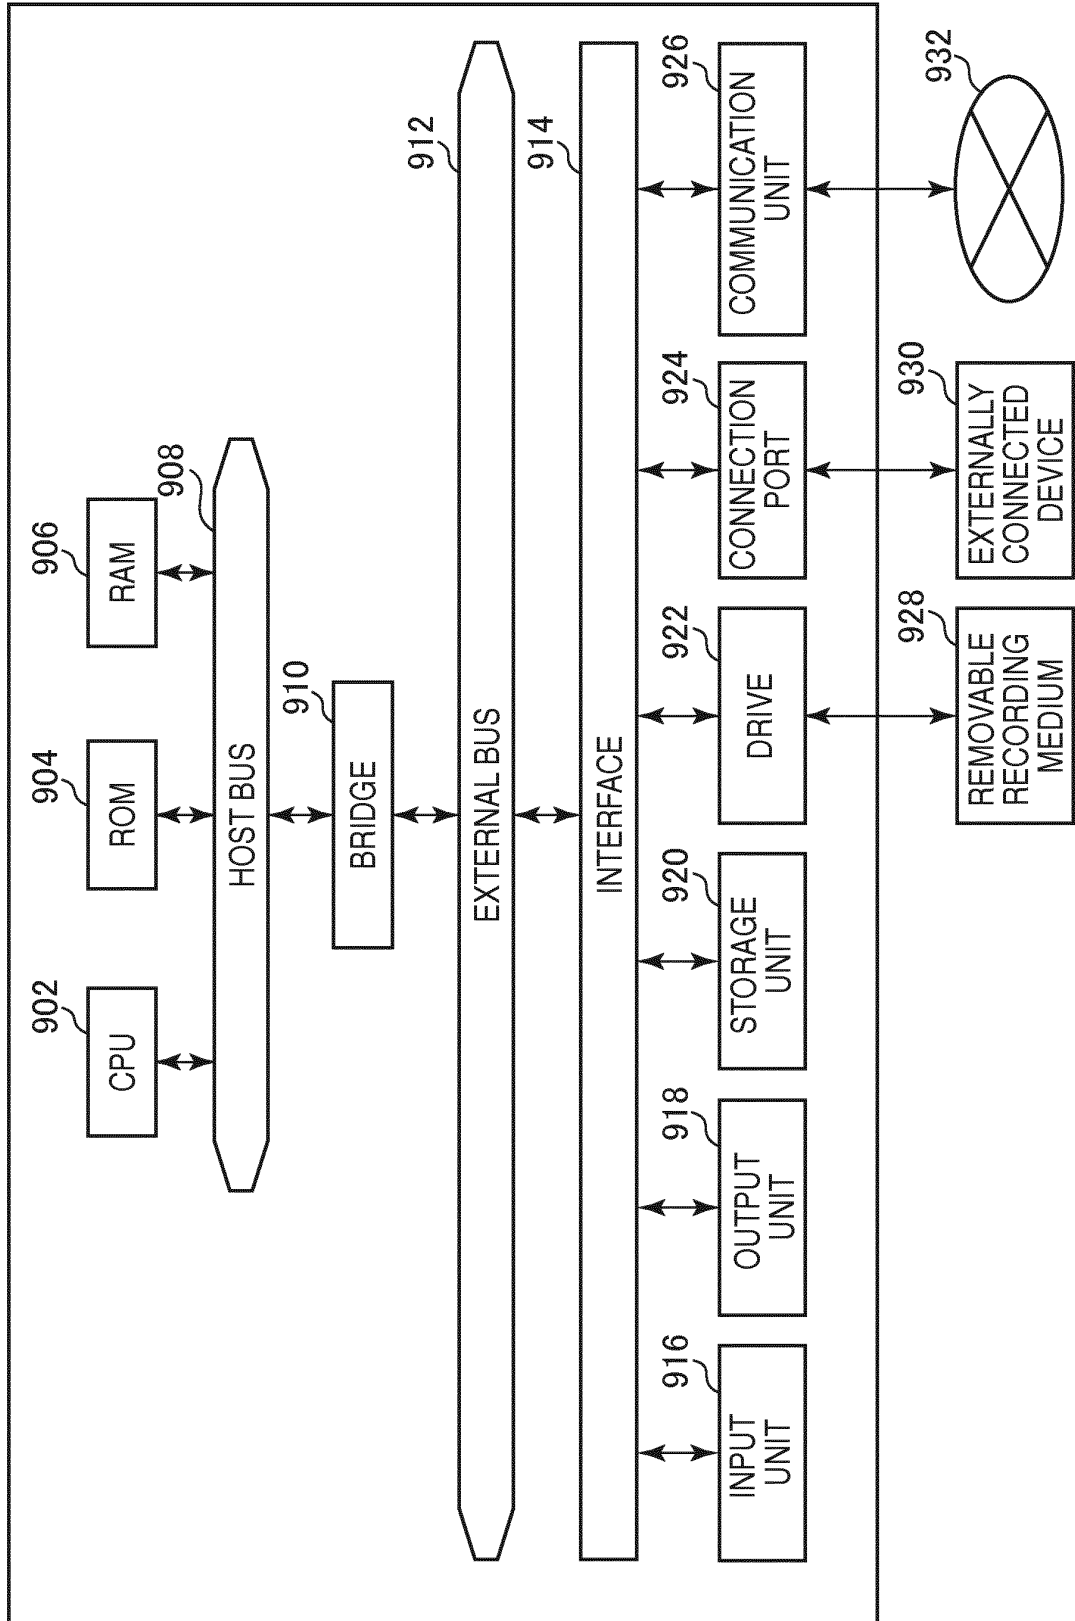 902
CPU
904
ROM
906
RAM
908
HOST BUS
910
BRIDGE
912
EXTERNAL BUS
914
INTERFACE
916
INPUT
UNIT
918
OUTPUT
UNIT
920
STORAGE
UNIT
922
DRIVE
924
CONNECTION
PORT
926
COMMUNICATION
UNIT
928
REMOVABLE
RECORDING
MEDIUM
930
EXTERNALLY
CONNECTED
DEVICE
932